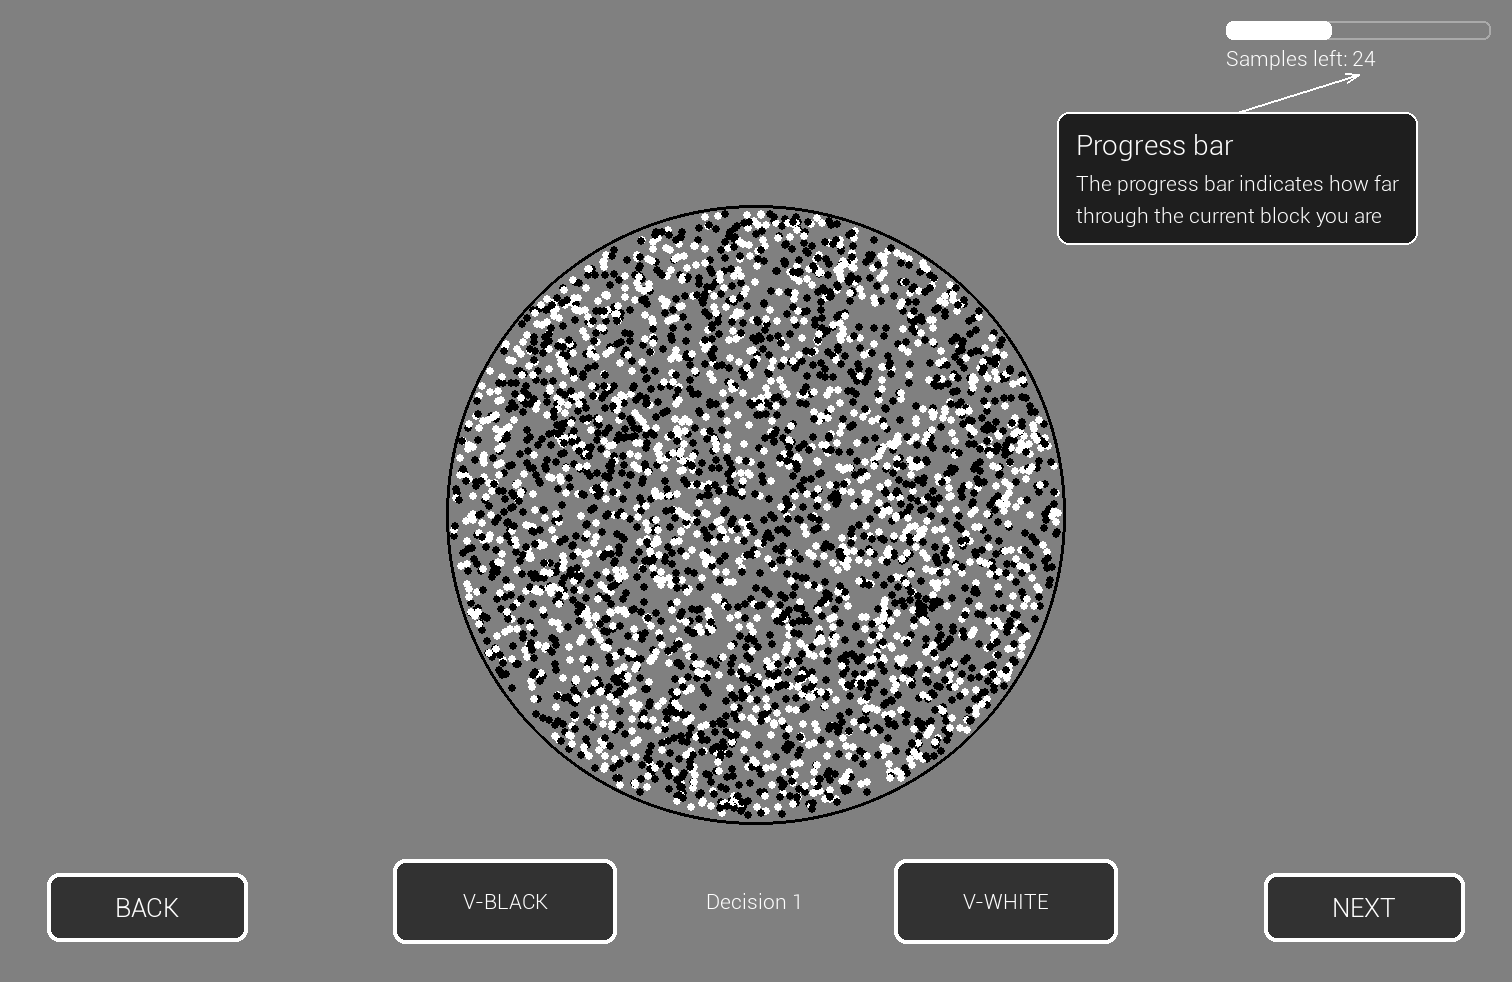 Samples left: 24
Progress bar
The progress bar indicates how far
through the current block you are
BACK
V-BLACK
Decision 1
V-WHITE
NEXT